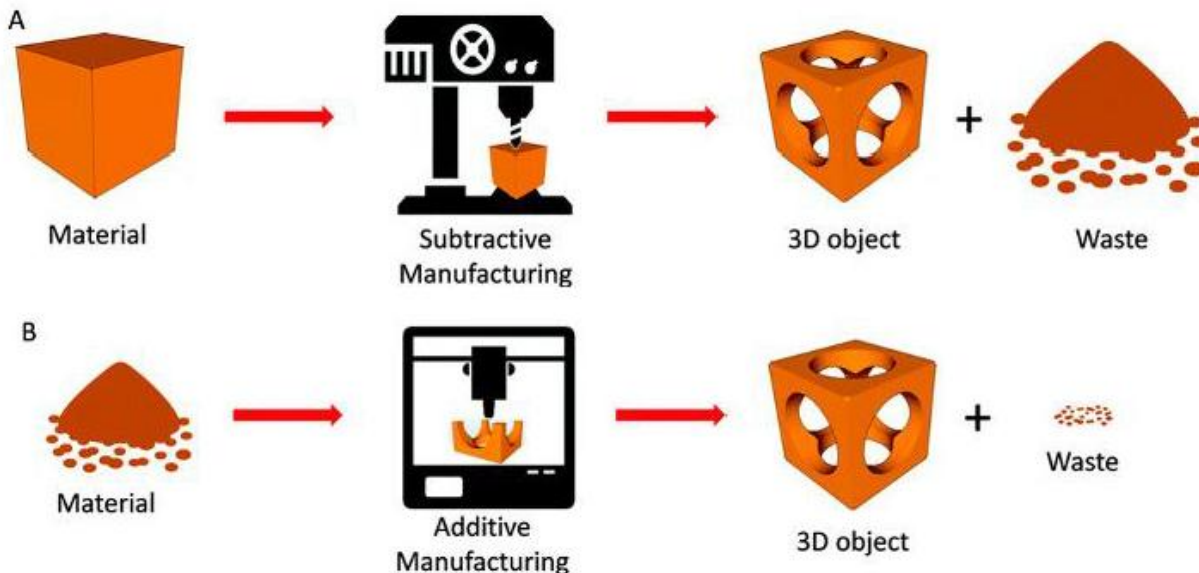 A
Material
Subtractive
Manufacturing
3D object
+
Waste
B
Material
Additive
Manufacturing
3D object
+
Waste